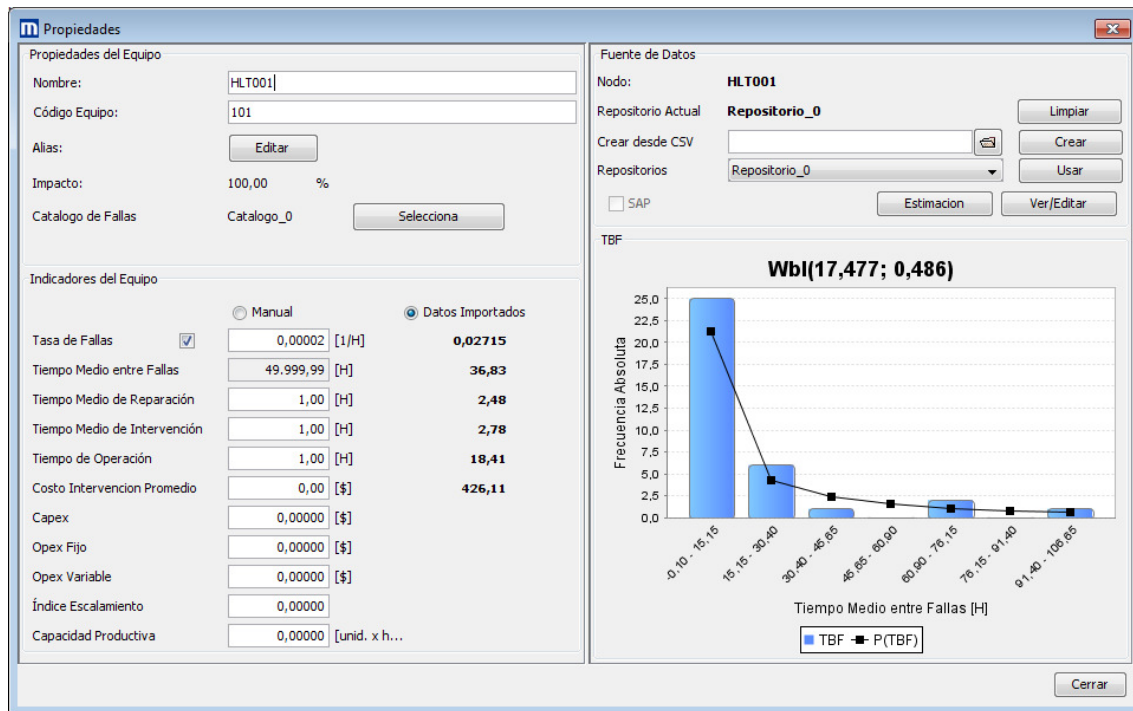 m Propiedades
Propiedades del Equipo
Nombre: HLT001
Código Equipo: 101
Alias: Editar
Impacto: 100,00 %
Catalogo de Fallas Catalogo_0 Selecciona
Indicadores del Equipo
Manual Datos Importados
Tasa de Fallas 0,00002 [1/H] 0,02715
Tiempo Medio entre Fallas 49.999,99 [H] 36,83
Tiempo Medio de Reparación 1,00 [H] 2,48
Tiempo Medio de Intervención 1,00 [H] 2,78
Tiempo de Operación 1,00 [H] 18,41
Costo Intervencion Promedio 0,00 [$] 426,11
Capex 0,00000 [$]
Opex Fijo 0,00000 [$]
Opex Variable 0,00000 [$]
Índice Escalamiento 0,00000
Capacidad Productiva 0,00000 [unid. x h...
Fuente de Datos
Nodo: HLT001
Repositorio Actual Repositorio_0 Limpiar
Crear desde CSV Crear
Repositorios Repositorio_0 Usar
SAP Estimacion Ver/Editar
TBF
Wbl(17,477; 0,486)
Frecuencia Absoluta
25,0
22,5
20,0
17,5
15,0
12,5
10,0
7,5
5,0
2,5
0,0
-0,10 - 15,15
15,15 - 30,40
30,40 - 45,65
45,65 - 60,90
60,90 - 76,15
76,15 - 91,40
91,40 - 106,65
Tiempo Medio entre Fallas [H]
TBF P(TBF)
Cerrar